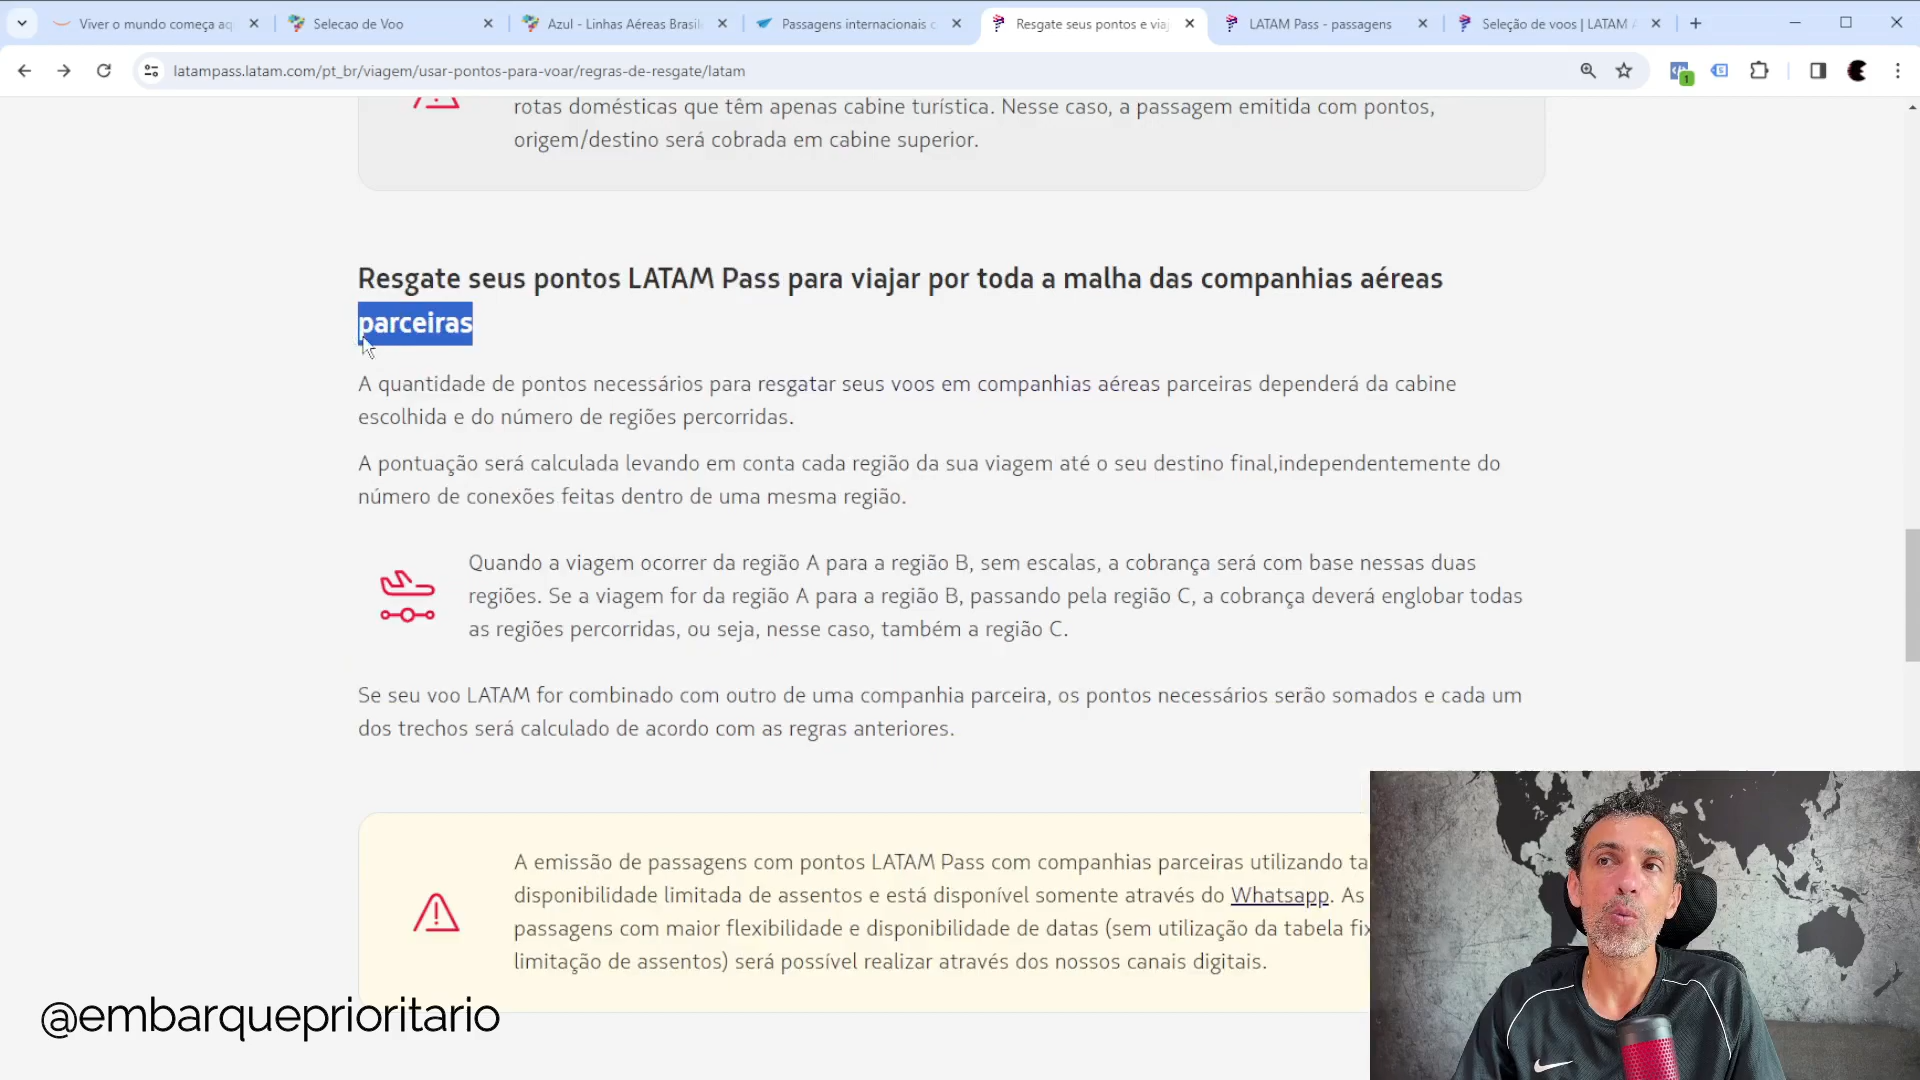 Viver o mundo começa aq
Selecao de Voo
Azul - Linhas Aéreas Brasile
Passagens internacionais c
Resgate seus pontos e viaj
LATAM Pass - passagens
Seleção de voos | LATAM A
latampass.latam.com/pt_br/viagem/usar-pontos-para-voar/regras-de-resgate/latam
1
rotas domésticas que têm apenas cabine turística. Nesse caso, a passagem emitida com pontos,
origem/destino será cobrada em cabine superior.
Resgate seus pontos LATAM Pass para viajar por toda a malha das companhias aéreas
parceiras
A quantidade de pontos necessários para resgatar seus voos em companhias aéreas parceiras dependerá da cabine
escolhida e do número de regiões percorridas.
A pontuação será calculada levando em conta cada região da sua viagem até o seu destino final,independentemente do
número de conexões feitas dentro de uma mesma região.
Quando a viagem ocorrer da região A para a região B, sem escalas, a cobrança será com base nessas duas
regiões. Se a viagem for da região A para a região B, passando pela região C, a cobrança deverá englobar todas
as regiões percorridas, ou seja, nesse caso, também a região C.
Se seu voo LATAM for combinado com outro de uma companhia parceira, os pontos necessários serão somados e cada um
dos trechos será calculado de acordo com as regras anteriores.
A emissão de passagens com pontos LATAM Pass com companhias parceiras utilizando ta
disponibilidade limitada de assentos e está disponível somente através do Whatsapp. As
passagens com maior flexibilidade e disponibilidade de datas (sem utilização da tabela fix
limitação de assentos) será possível realizar através dos nossos canais digitais.
@embarqueprioritario